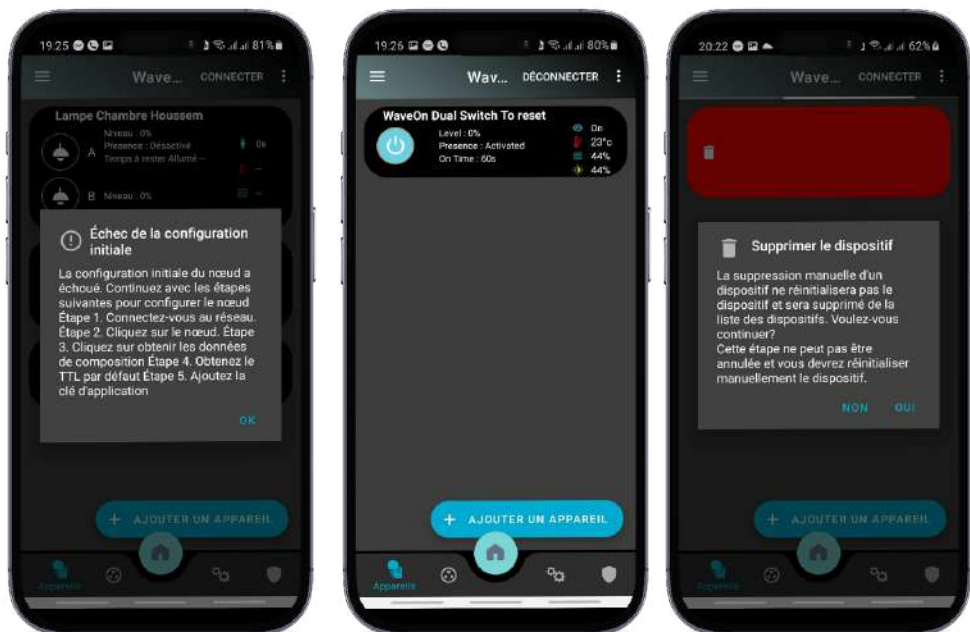 19:25
81%
Wave...
CONNECTER
Lampe Chambre Houssem
A
Niveau : 0%
Presence : Désactivé
Temps à rester Allumé --
0s
--
B
Niveau : 0%
--
Échec de la configuration
initiale
La configuration initiale du nœud a
échoué. Continuez avec les étapes
suivantes pour configurer le nœud
Étape 1. Connectez-vous au réseau.
Étape 2. Cliquez sur le nœud. Étape
3. Cliquez sur obtenir les données
de composition Étape 4. Obtenez le
TTL par défaut Étape 5. Ajoutez la
clé d'application
OK
+ AJOUTER UN APPAREIL
Appareils
19:26
80%
Wav...
DÉCONNECTER
WaveOn Dual Switch To reset
Level : 0%
Presence : Activated
On Time : 60s
On
23°c
44%
44%
+ AJOUTER UN APPAREIL
Appareils
20:22
62%
Wave...
CONNECTER
Supprimer le dispositif
La suppression manuelle d'un
dispositif ne réinitialisera pas le
dispositif et sera supprimé de la
liste des dispositifs. Voulez-vous
continuer?
Cette étape ne peut pas être
annulée et vous devrez réinitialiser
manuellement le dispositif.
NON OUI
+ AJOUTER UN APPAREIL
Appareils